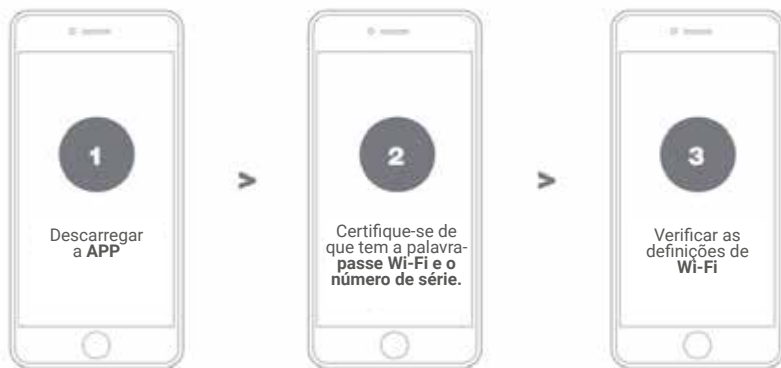 1
Descarregar
a APP
>
2
Certifique-se de
que tem a palavra-
passe Wi-Fi e o
número de série.
>
3
Verificar as
definições de
Wi-Fi